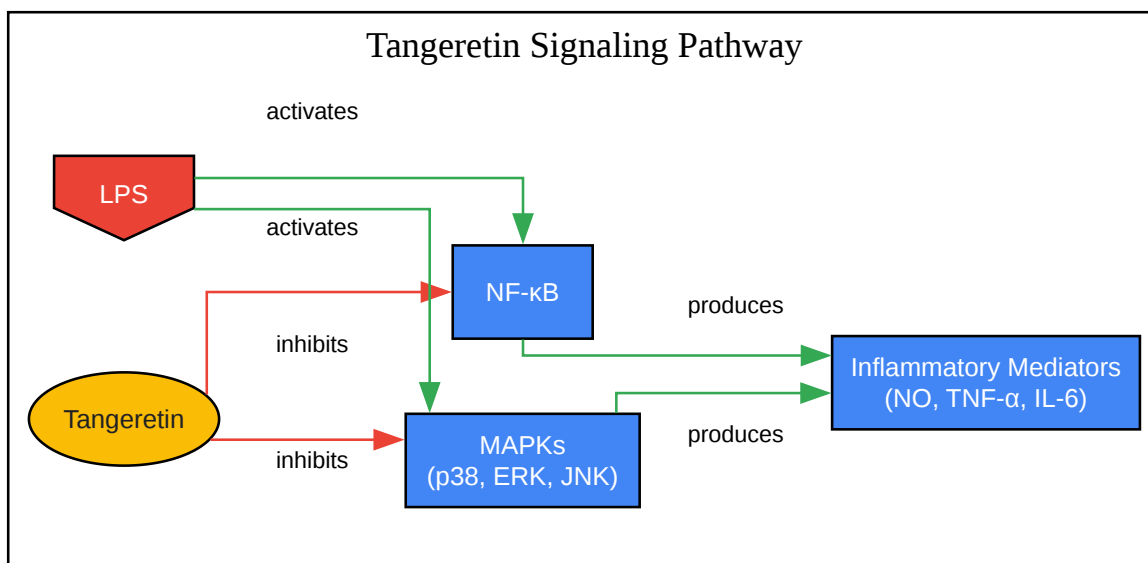 Tangeretin Signaling Pathway
activates
LPS
activates
NF-κB
produces
inhibits
Inflammatory Mediators
(NO, TNF-α, IL-6)
Tangeretin
produces
MAPKs
(p38, ERK, JNK)
inhibits